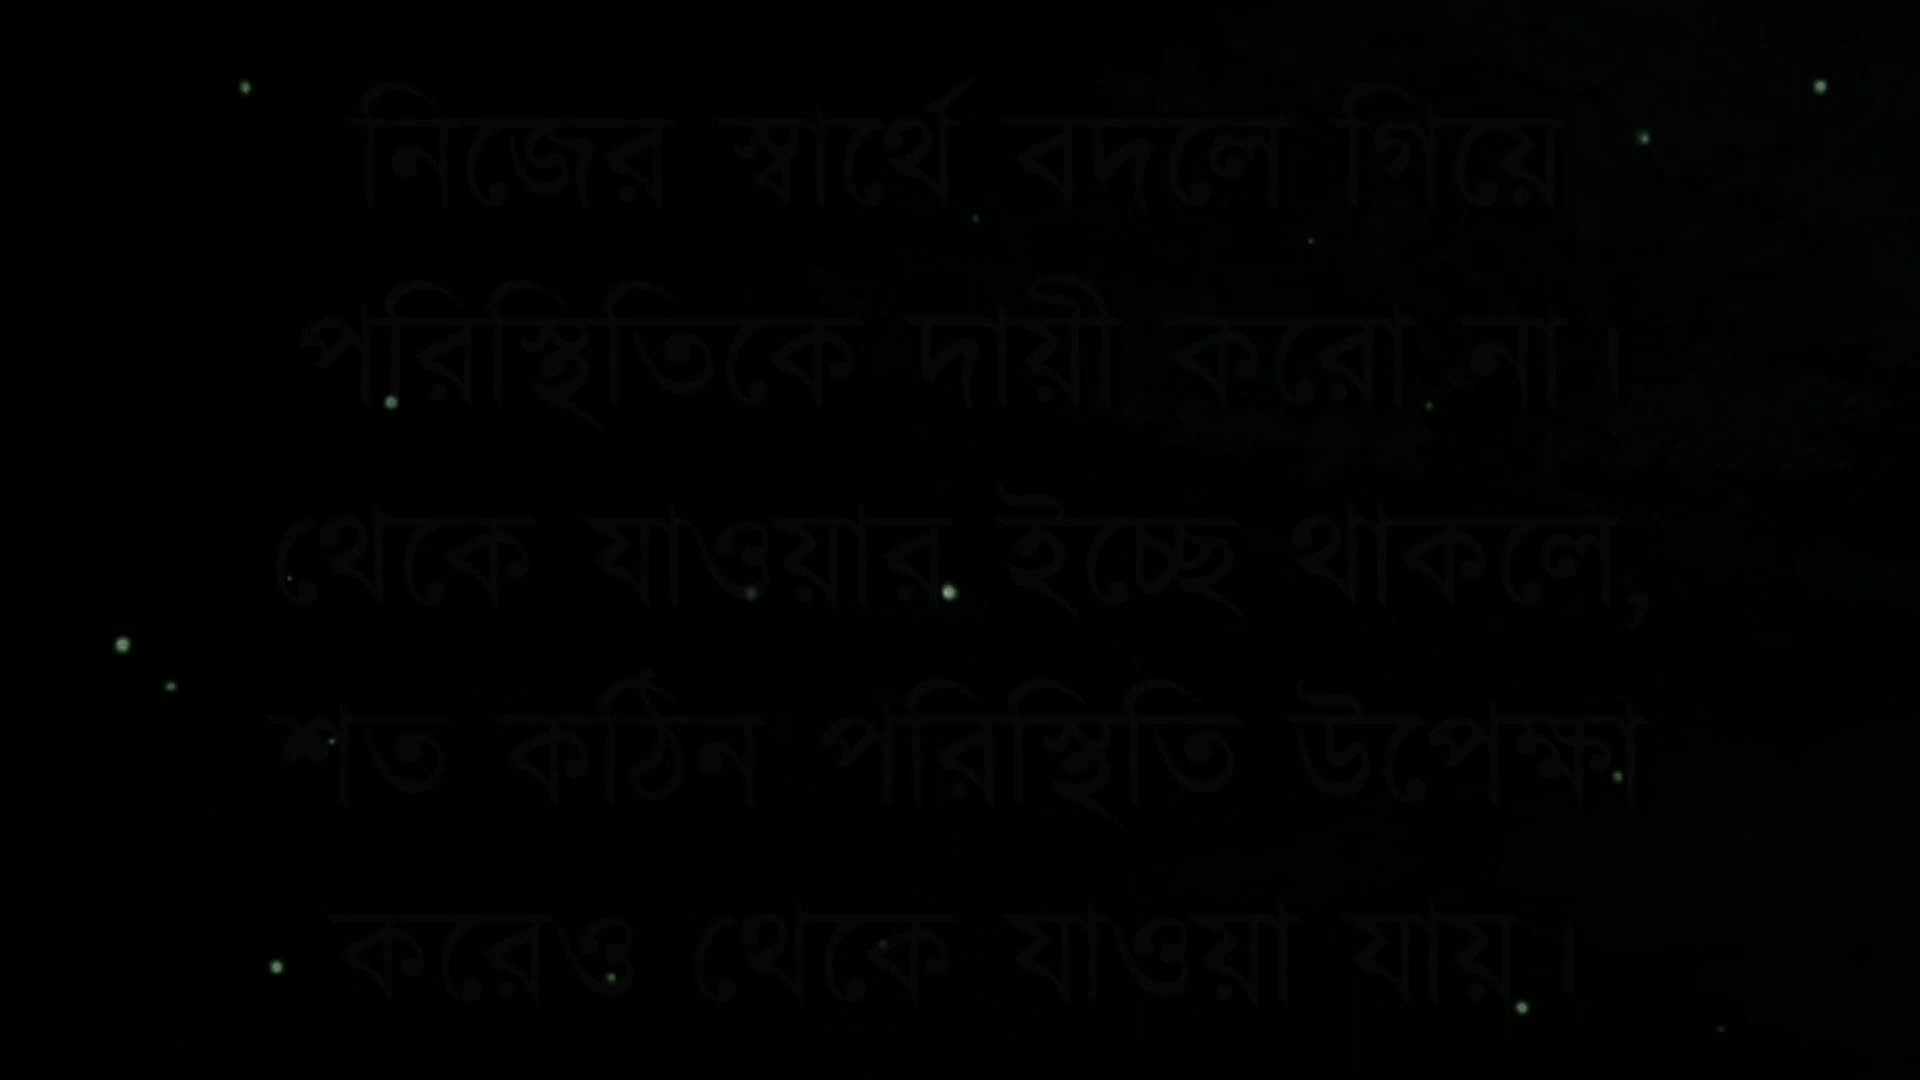 নিজের স্বার্থে বদলে গিয়ে
পরিস্থিতিকে দায়ী করো না।
থেকে যাওয়ার ইচ্ছে থাকলে,
শত কঠিন পরিস্থিতি উপেক্ষা
করেও থেকে যাওয়া যায়।